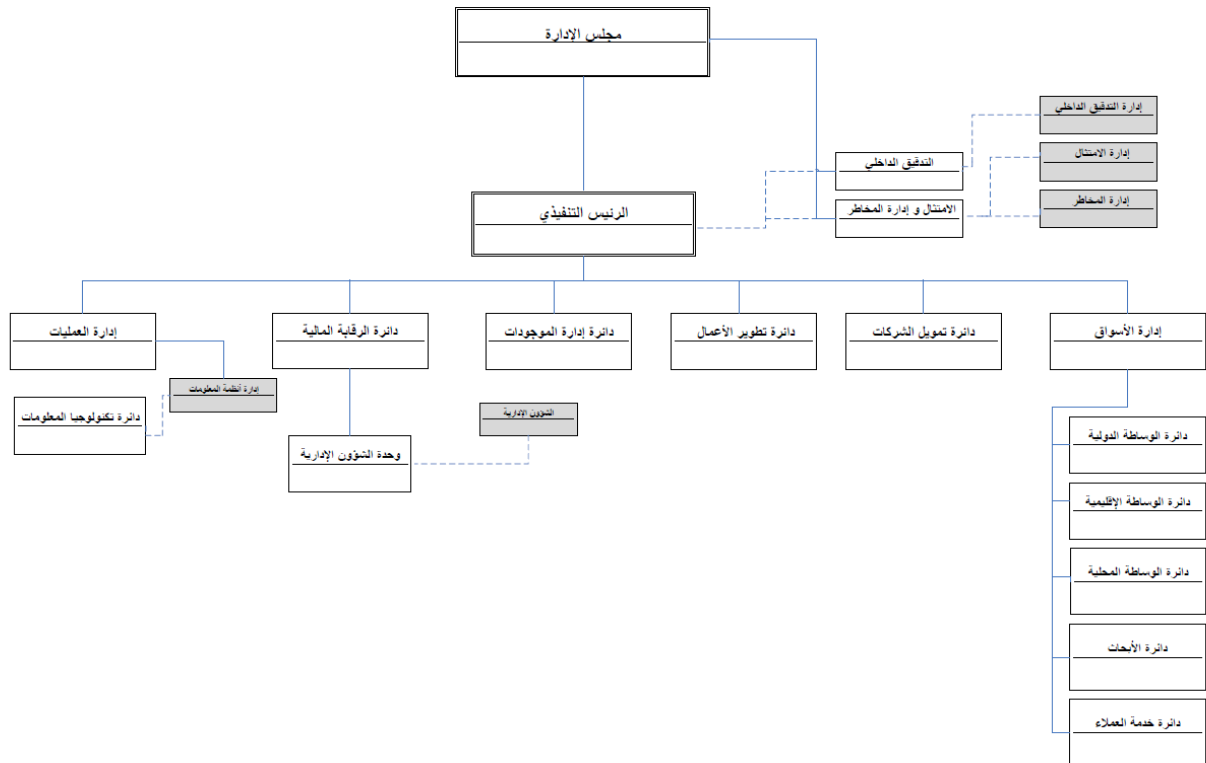 مجلس الإدارة
إدارة التدقيق الداخلي
التدقيق الداخلي
إدارة الامتثال
الرئيس التنفيذي
الامتثال و إدارة المخاطر
إدارة المخاطر
إدارة الأسواق
دائرة تمويل الشركات
دائرة تطوير الأعمال
دائرة إدارة الموجودات
دائرة الرقابة المالية
إدارة العمليات
إدارة أنظمة المعلومات
دائرة تكنولوجيا المعلومات
الشؤون الإدارية
وحدة الشؤون الإدارية
دائرة الوساطة الدولية
دائرة الوساطة الإقليمية
دائرة الوساطة المحلية
دائرة الأبحاث
دائرة خدمة العملاء